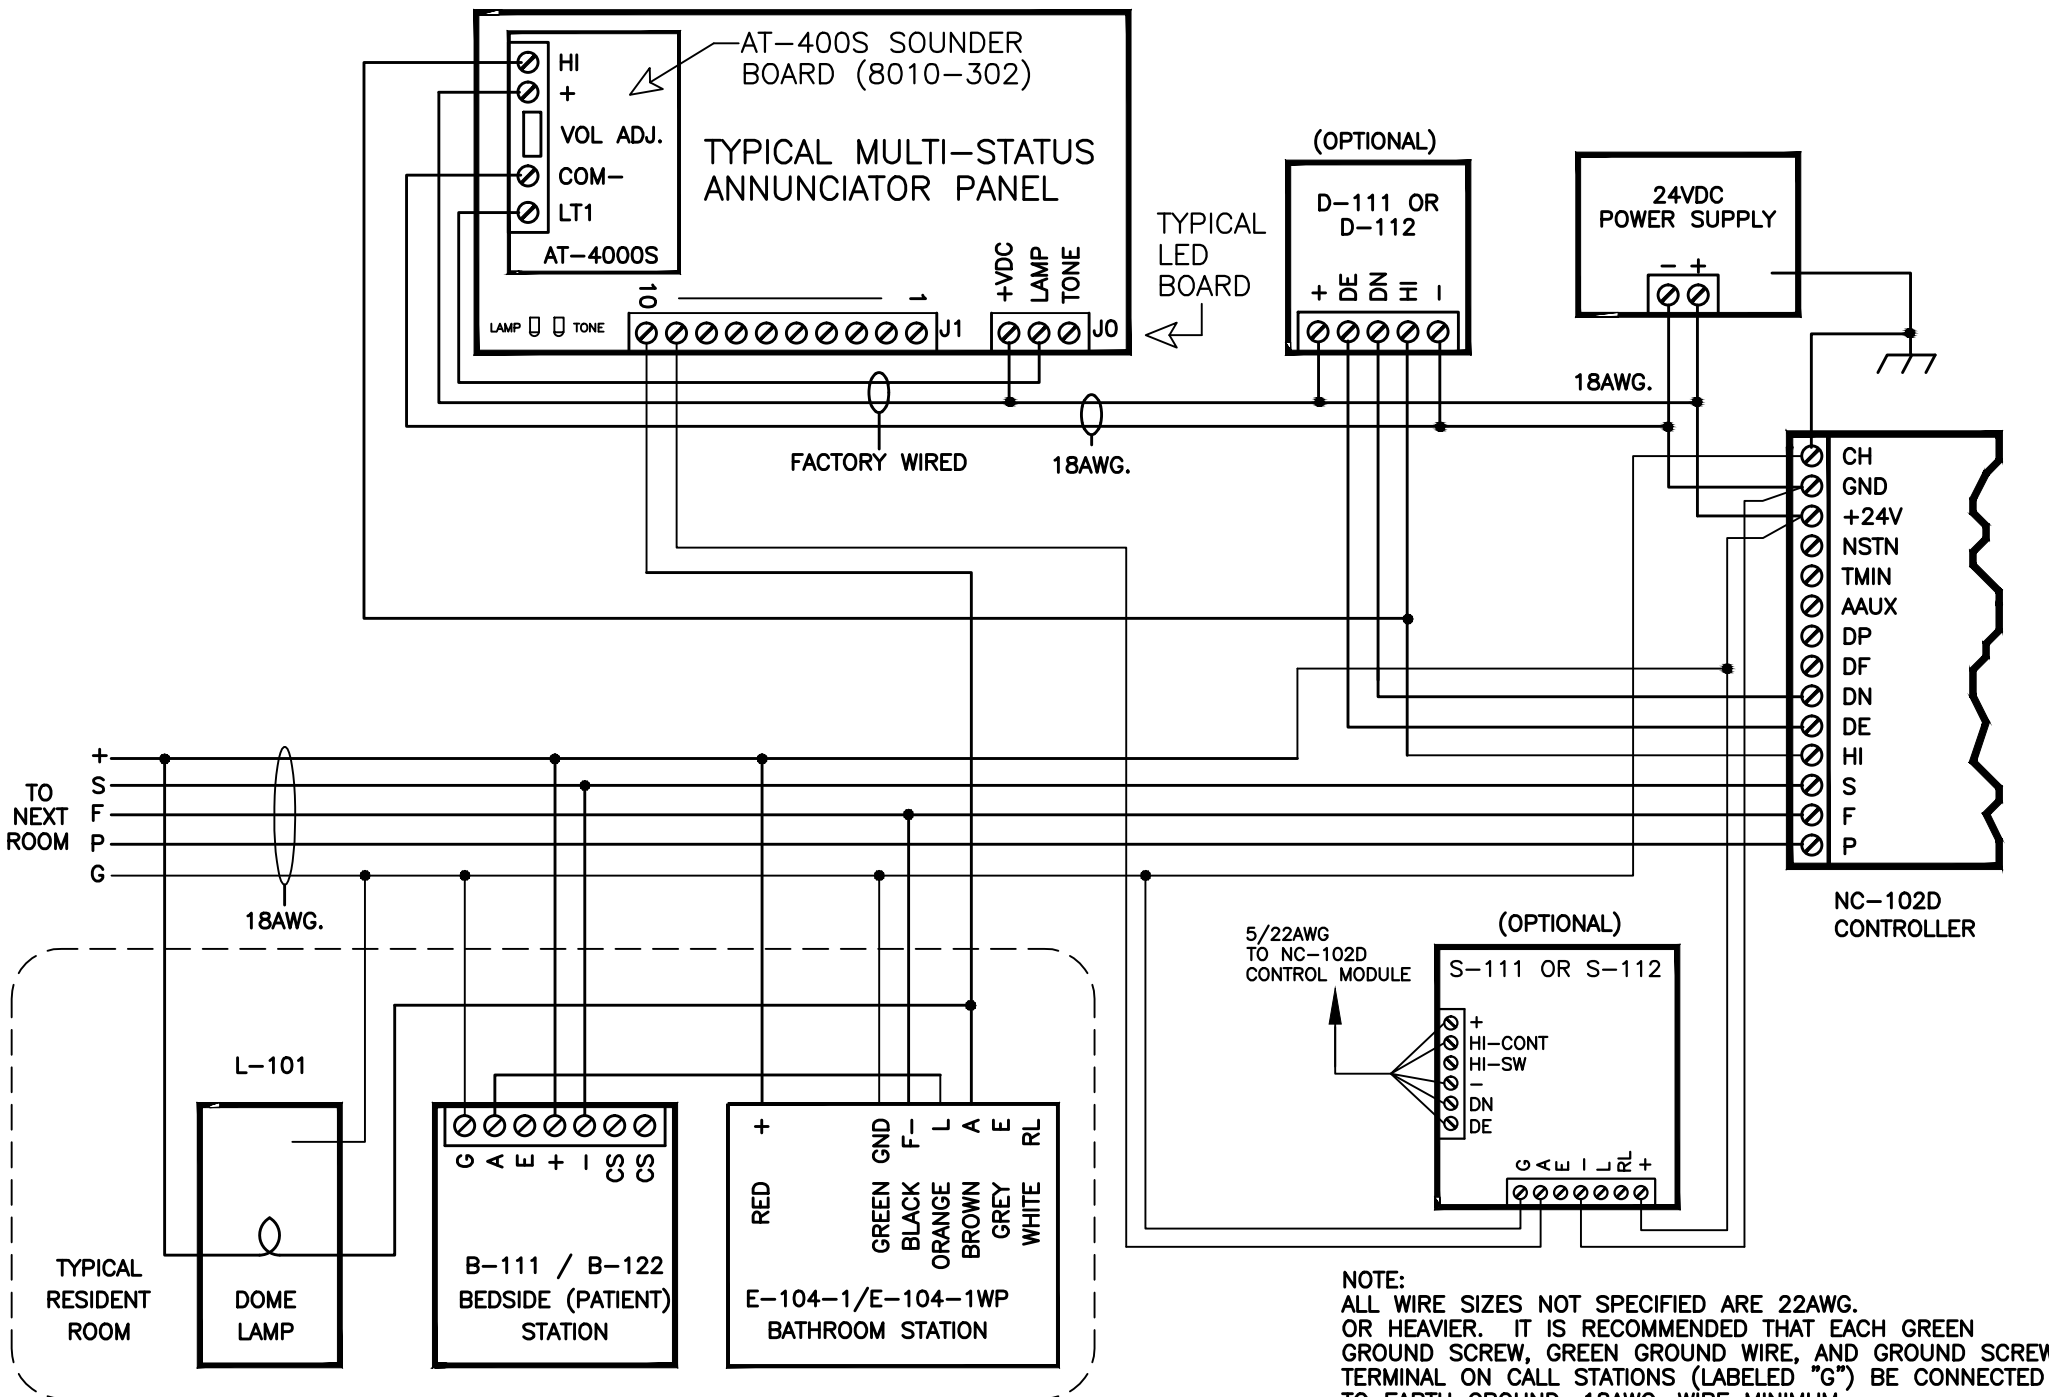 HI
+
VOL ADJ.
COM-
LT1
AT-4000S
AT-400S SOUNDER
BOARD (8010-302)
TYPICAL MULTI-STATUS
ANNUNCIATOR PANEL
LAMP
TONE
10
1
J1
+VDC
LAMP
TONE
J0
TYPICAL
LED
BOARD
(OPTIONAL)
D-111 OR
D-112
+
DE
DN
HI
-
24VDC
POWER SUPPLY
- +
18AWG.
FACTORY WIRED
18AWG.
CH
GND
+24V
NSTN
TMIN
AAUX
DP
DF
DN
DE
HI
S
F
P
NC-102D
CONTROLLER
TO
NEXT
ROOM
+
S
F
P
G
18AWG.
5/22AWG
TO NC-102D
CONTROL MODULE
(OPTIONAL)
S-111 OR S-112
+
HI-CONT
HI-SW
-
DN
DE
G
A
E
-
L
RL
+
L-101
DOME
LAMP
TYPICAL
RESIDENT
ROOM
G
A
E
+
-
CS
CS
B-111 / B-122
BEDSIDE (PATIENT)
STATION
+
GND
F-
L
A
E
RL
RED
GREEN
BLACK
ORANGE
BROWN
GREY
WHITE
E-104-1/E-104-1WP
BATHROOM STATION
NOTE:
ALL WIRE SIZES NOT SPECIFIED ARE 22AWG.
OR HEAVIER. IT IS RECOMMENDED THAT EACH GREEN
GROUND SCREW, GREEN GROUND WIRE, AND GROUND SCREW
TERMINAL ON CALL STATIONS (LABELED "G") BE CONNECTED
TO EARTH GROUND, 18AWG. WIRE MINIMUM